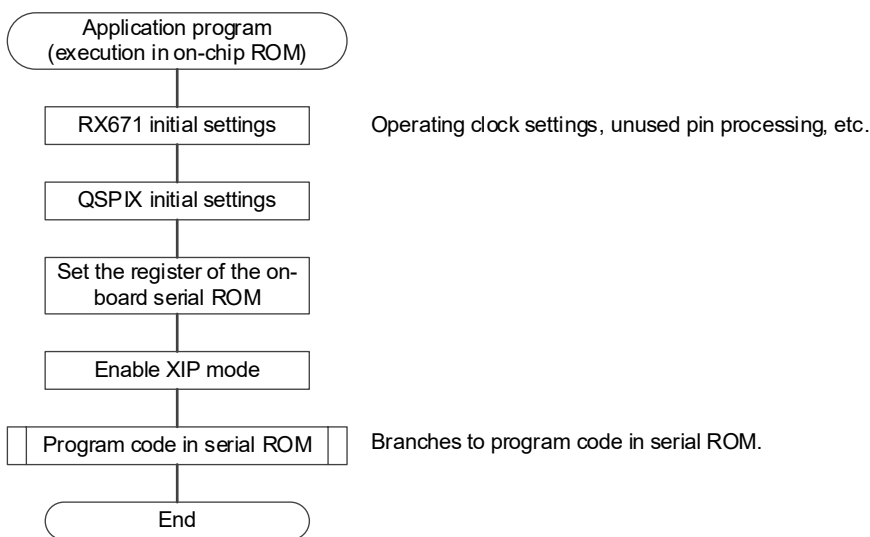 Application program
(execution in on-chip ROM)
RX671 initial settings
Operating clock settings, unused pin processing, etc.
QSPIX initial settings
Set the register of the on-
board serial ROM
Enable XIP mode
Program code in serial ROM
Branches to program code in serial ROM.
End